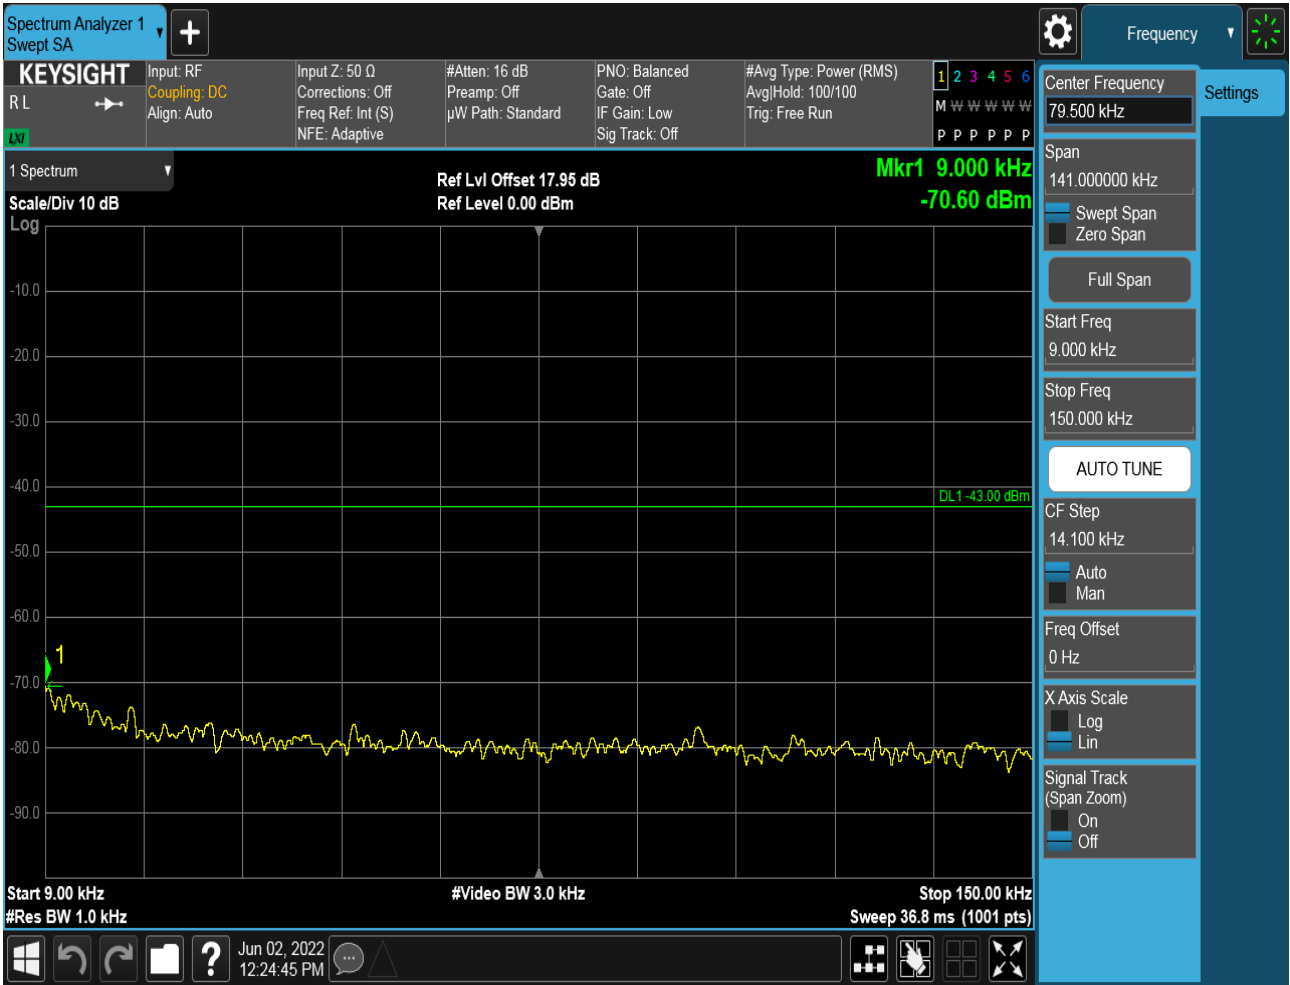 Spectrum Analyzer 1
Swept SA
+
Frequency
KEYSIGHT
R L
LXI
Input: RF
Coupling: DC
Align: Auto
Input Z: 50 Ω
Corrections: Off
Freq Ref: Int (S)
NFE: Adaptive
#Atten: 16 dB
Preamp: Off
µW Path: Standard
PNO: Balanced
Gate: Off
IF Gain: Low
Sig Track: Off
#Avg Type: Power (RMS)
Avg|Hold: 100/100
Trig: Free Run
1 2 3 4 5 6
M W W W W W
P P P P P P
1 Spectrum
Scale/Div 10 dB
Log
Ref Lvl Offset 17.95 dB
Ref Level 0.00 dBm
Mkr1 9.000 kHz
-70.60 dBm
-10.0
-20.0
-30.0
-40.0
DL1 -43.00 dBm
-50.0
-60.0
1
-70.0
-80.0
-90.0
Start 9.00 kHz
#Res BW 1.0 kHz
#Video BW 3.0 kHz
Stop 150.00 kHz
Sweep 36.8 ms (1001 pts)
Center Frequency
79.500 kHz
Settings
Span
141.000000 kHz
Swept Span
Zero Span
Full Span
Start Freq
9.000 kHz
Stop Freq
150.000 kHz
AUTO TUNE
CF Step
14.100 kHz
Auto
Man
Freq Offset
0 Hz
X Axis Scale
Log
Lin
Signal Track
(Span Zoom)
On
Off
?
Jun 02, 2022
12:24:45 PM